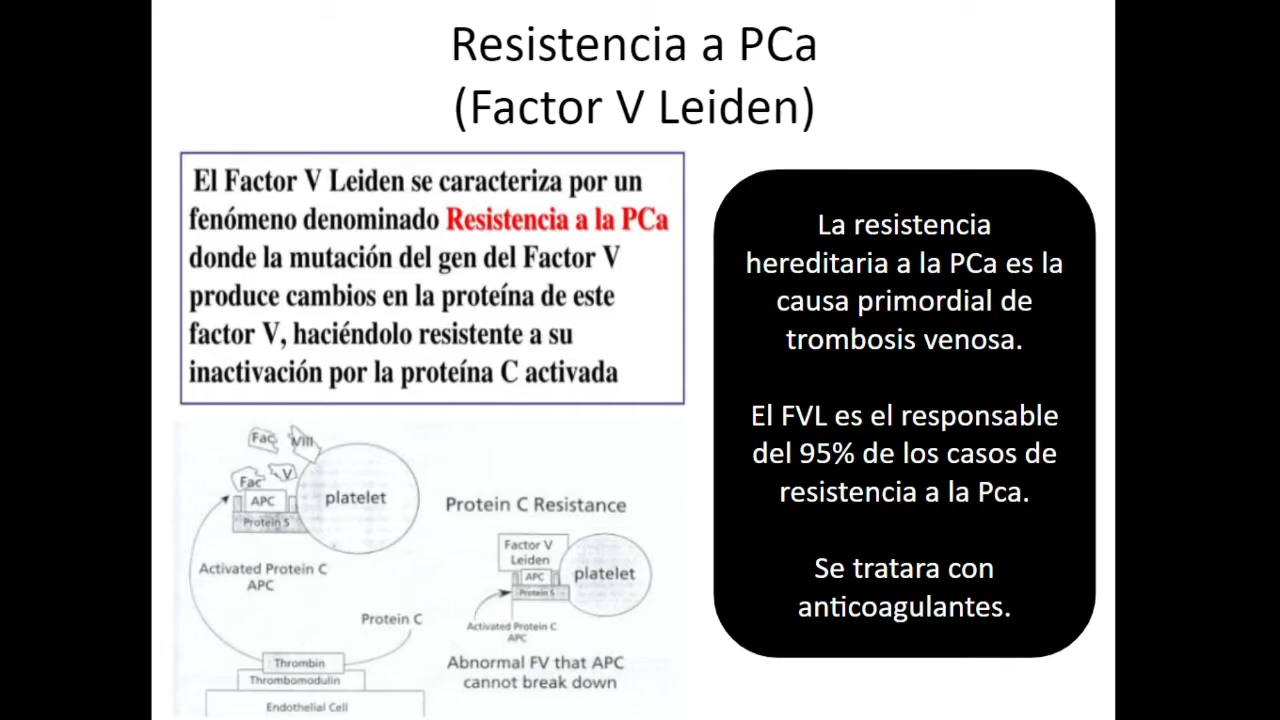 Resistencia a PCa
(Factor V Leiden)
El Factor V Leiden se caracteriza por un
fenómeno denominado Resistencia a la PCa
donde la mutación del gen del Factor V
produce cambios en la proteína de este
factor V, haciéndolo resistente a su
inactivación por la proteína C activada
La resistencia
hereditaria a la PCa es la
causa primordial de
trombosis venosa.
El FVL es el responsable
del 95% de los casos de
resistencia a la Pca.
Se tratara con
anticoagulantes.
Fac VIII
Fac V
APC
Protein S
platelet
Activated Protein C
APC
Protein C
Thrombin
Thrombomodulin
Endothelial Cell
Protein C Resistance
Factor V
Leiden
APC
Protein S
platelet
Activated Protein C
APC
Abnormal FV that APC
cannot break down